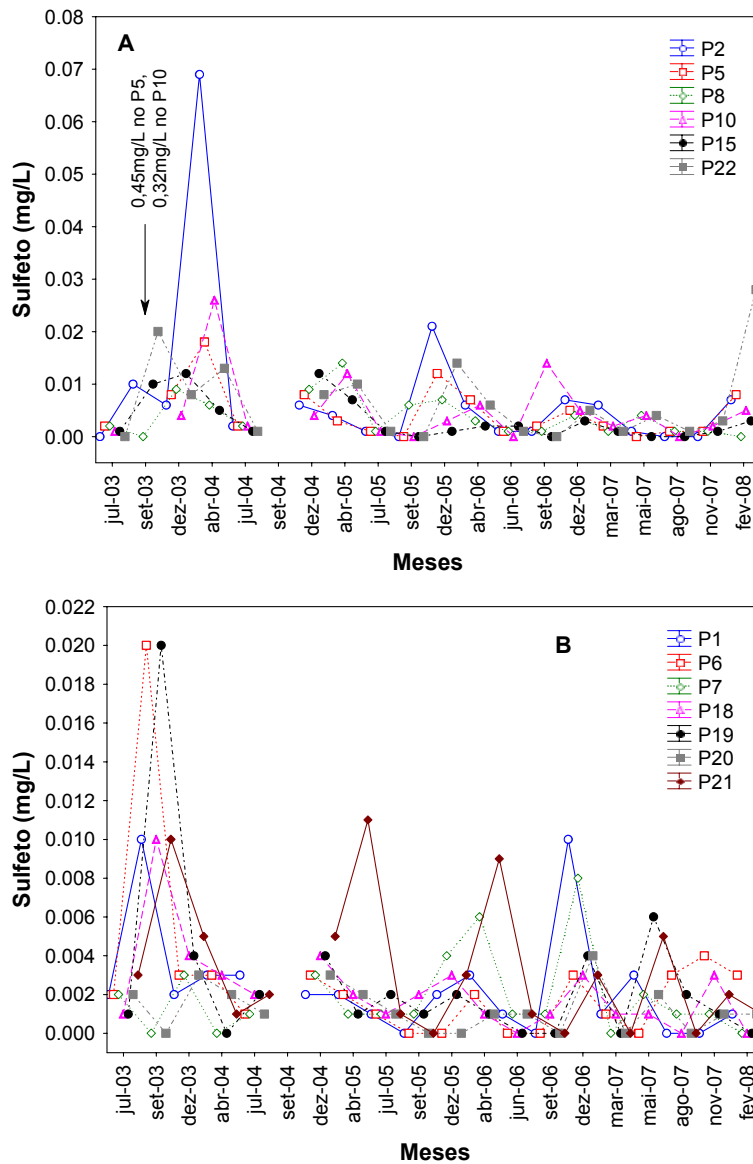 0.08
0.07
0.06
0.05
0.04
0.03
0.02
0.01
0.00
Sulfeto (mg/L)
A
0,45mg/L no P5,
0,32mg/L no P10
P2
P5
P8
P10
P15
P22
jul-03
set-03
dez-03
abr-04
jul-04
set-04
dez-04
abr-05
jul-05
set-05
dez-05
abr-06
jun-06
set-06
dez-06
mar-07
mai-07
ago-07
nov-07
fev-08
Meses
0.022
0.020
0.018
0.016
0.014
0.012
0.010
0.008
0.006
0.004
0.002
0.000
Sulfeto (mg/L)
B
P1
P6
P7
P18
P19
P20
P21
jul-03
set-03
dez-03
abr-04
jul-04
set-04
dez-04
abr-05
jul-05
set-05
dez-05
abr-06
jun-06
set-06
dez-06
mar-07
mai-07
ago-07
nov-07
fev-08
Meses